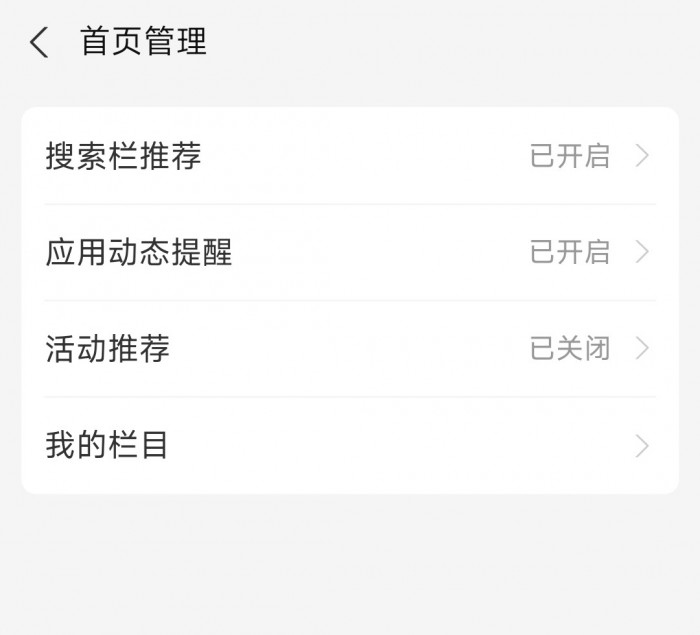 首页管理
搜索栏推荐 已开启
应用动态提醒 已开启
活动推荐 已关闭
我的栏目